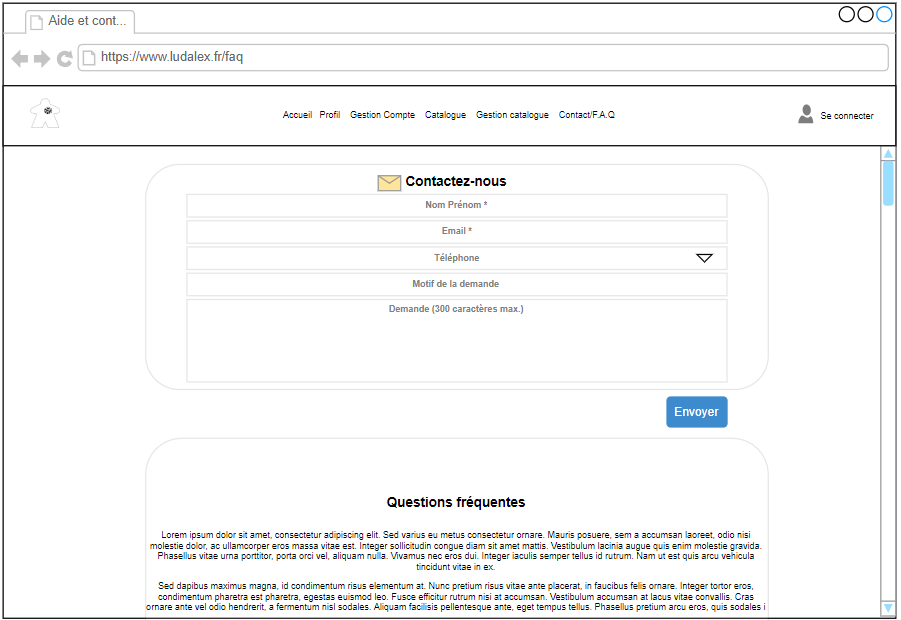 Aide et cont...
https://www.ludalex.fr/faq
Accueil Profil Gestion Compte Catalogue Gestion catalogue Contact/F.A.Q
Se connecter
Contactez-nous
Nom Prénom *
Email *
Téléphone
Motif de la demande
Demande (300 caractères max.)
Envoyer
Questions fréquentes
Lorem ipsum dolor sit amet, consectetur adipiscing elit. Sed varius eu metus consectetur ornare. Mauris posuere, sem a accumsan laoreet, odio nisi
molestie dolor, ac ullamcorper eros massa vitae est. Integer sollicitudin congue diam sit amet mattis. Vestibulum lacinia augue quis enim molestie gravida.
Phasellus vitae urna porttitor, porta orci vel, aliquam nulla. Vivamus nec eros dui. Integer iaculis semper tellus id rutrum. Nam ut est quis arcu vehicula
tincidunt vitae in ex.
Sed dapibus maximus magna, id condimentum risus elementum at. Nunc pretium risus vitae ante placerat, in faucibus felis ornare. Integer tortor eros,
condimentum pharetra est pharetra, egestas euismod leo. Fusce efficitur rutrum nisi at accumsan. Vestibulum accumsan at lacus vitae convallis. Cras
ornare ante vel odio hendrerit, a fermentum nisl sodales. Aliquam facilisis pellentesque ante, eget tempus tellus. Phasellus pretium arcu eros, quis sodales i